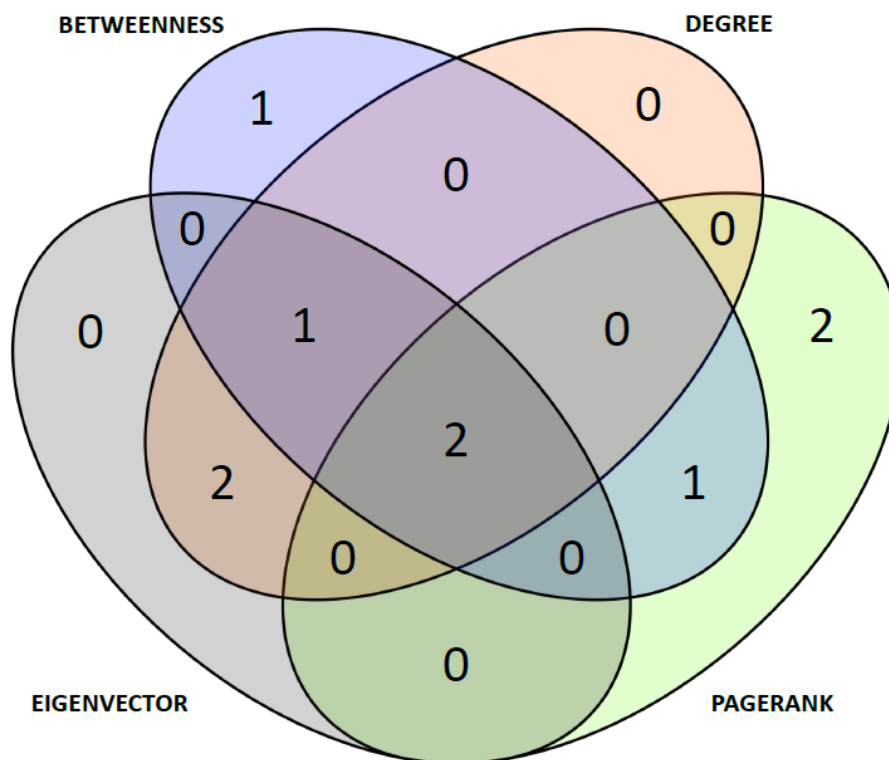 BETWEENNESS DEGREE
1 0
0
0 0
0 1 0 2
2
2 1
0 0
0
EIGENVECTOR PAGERANK